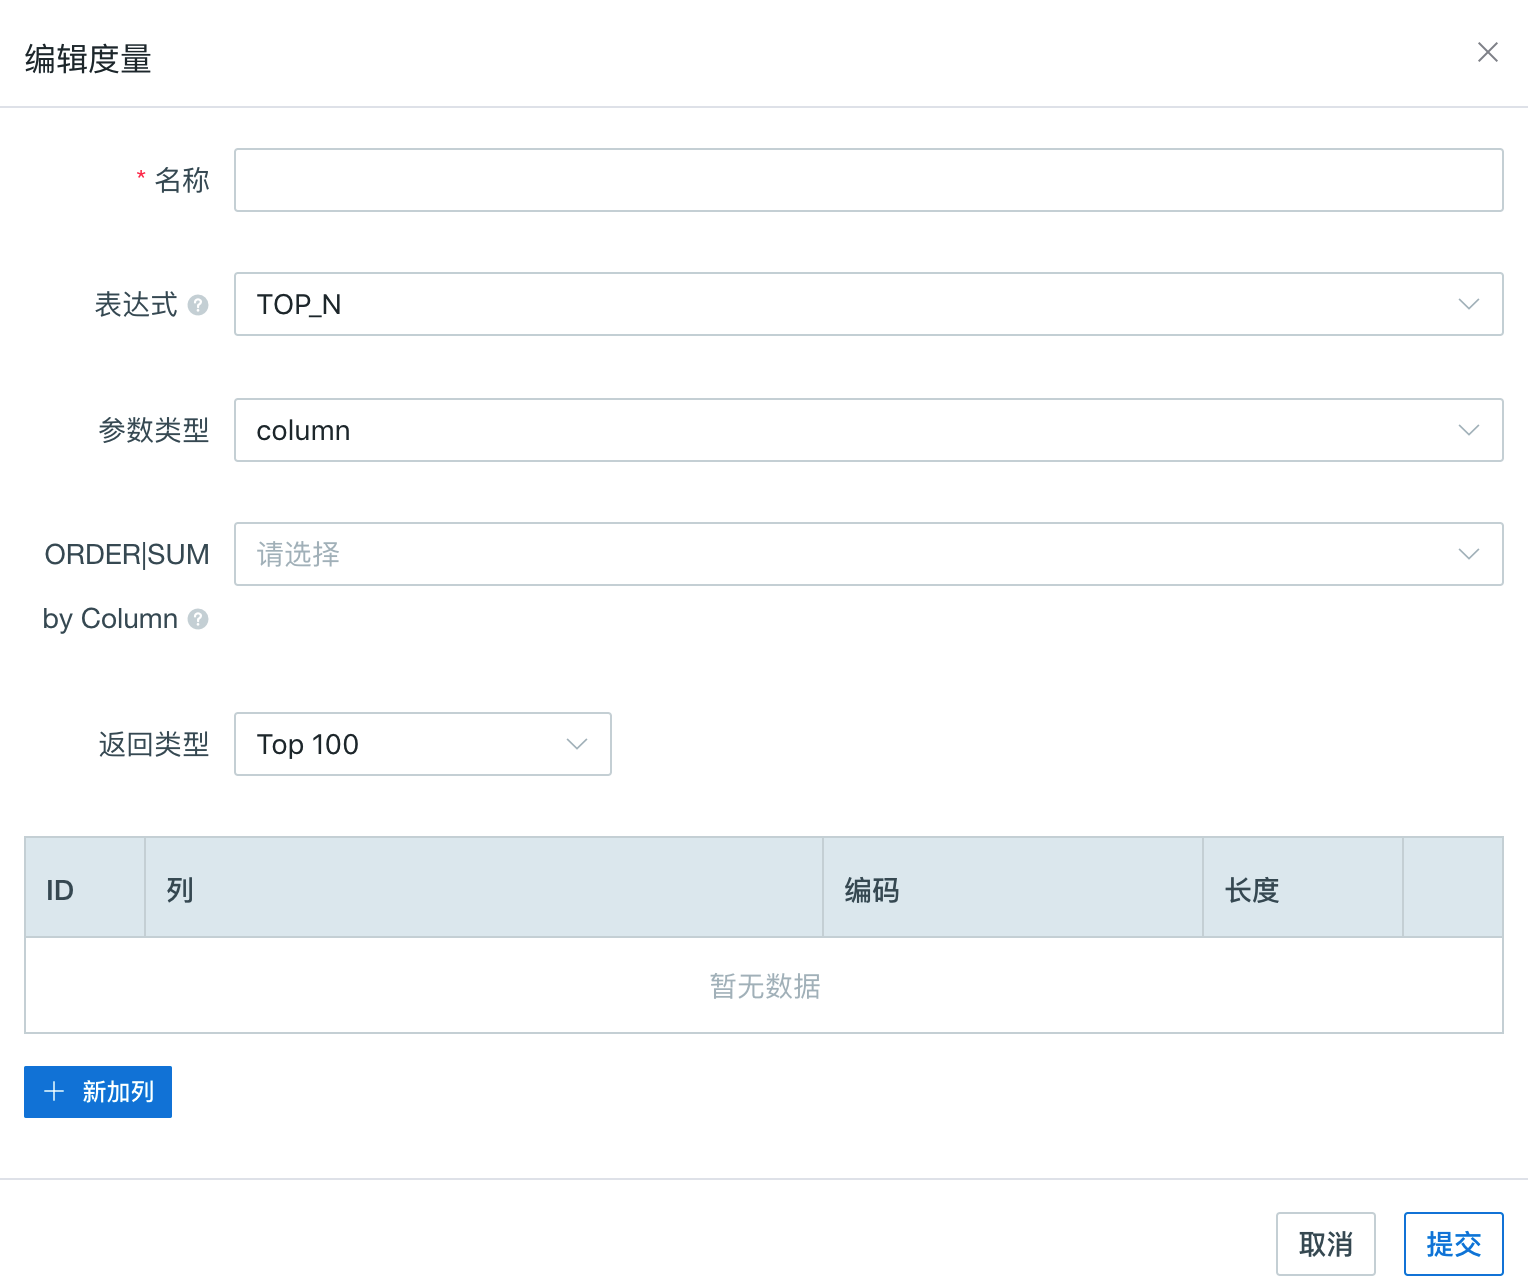 编辑度量
* 名称
表达式 ? TOP_N
参数类型 column
ORDER|SUM 请选择
by Column ?
返回类型 Top 100
ID 列 编码 长度
暂无数据
+ 新加列
取消 提交